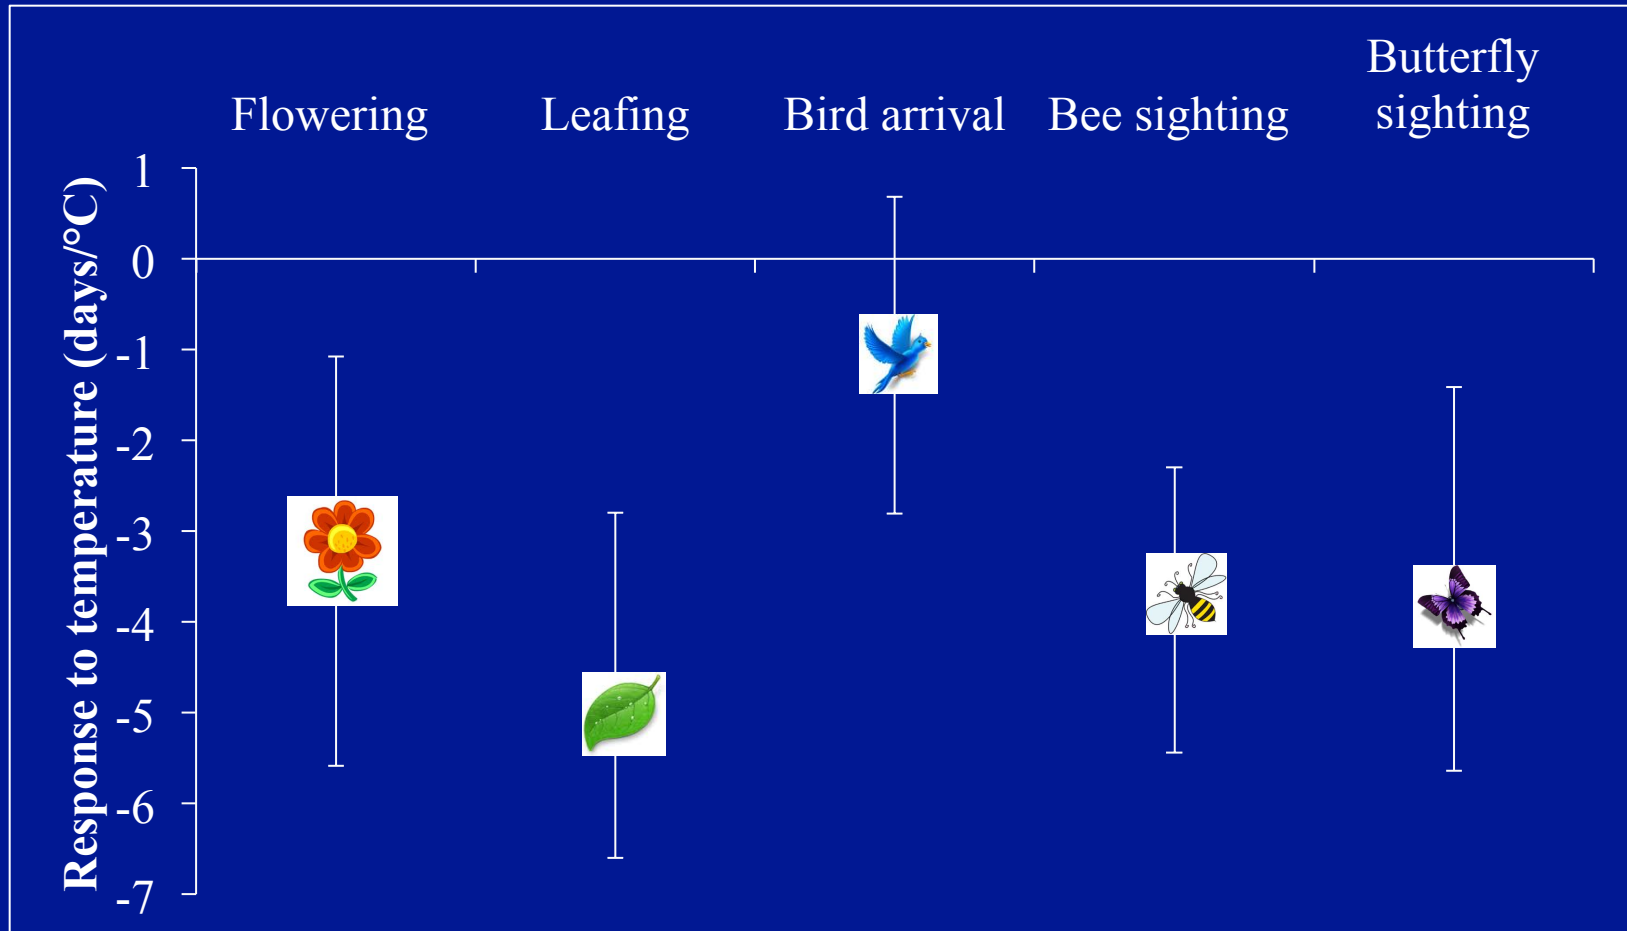 Butterfly
sighting
Flowering
Leafing
Bird arrival
Bee sighting
Response to temperature (days/°C)
1
0
-1
-2
-3
-4
-5
-6
-7